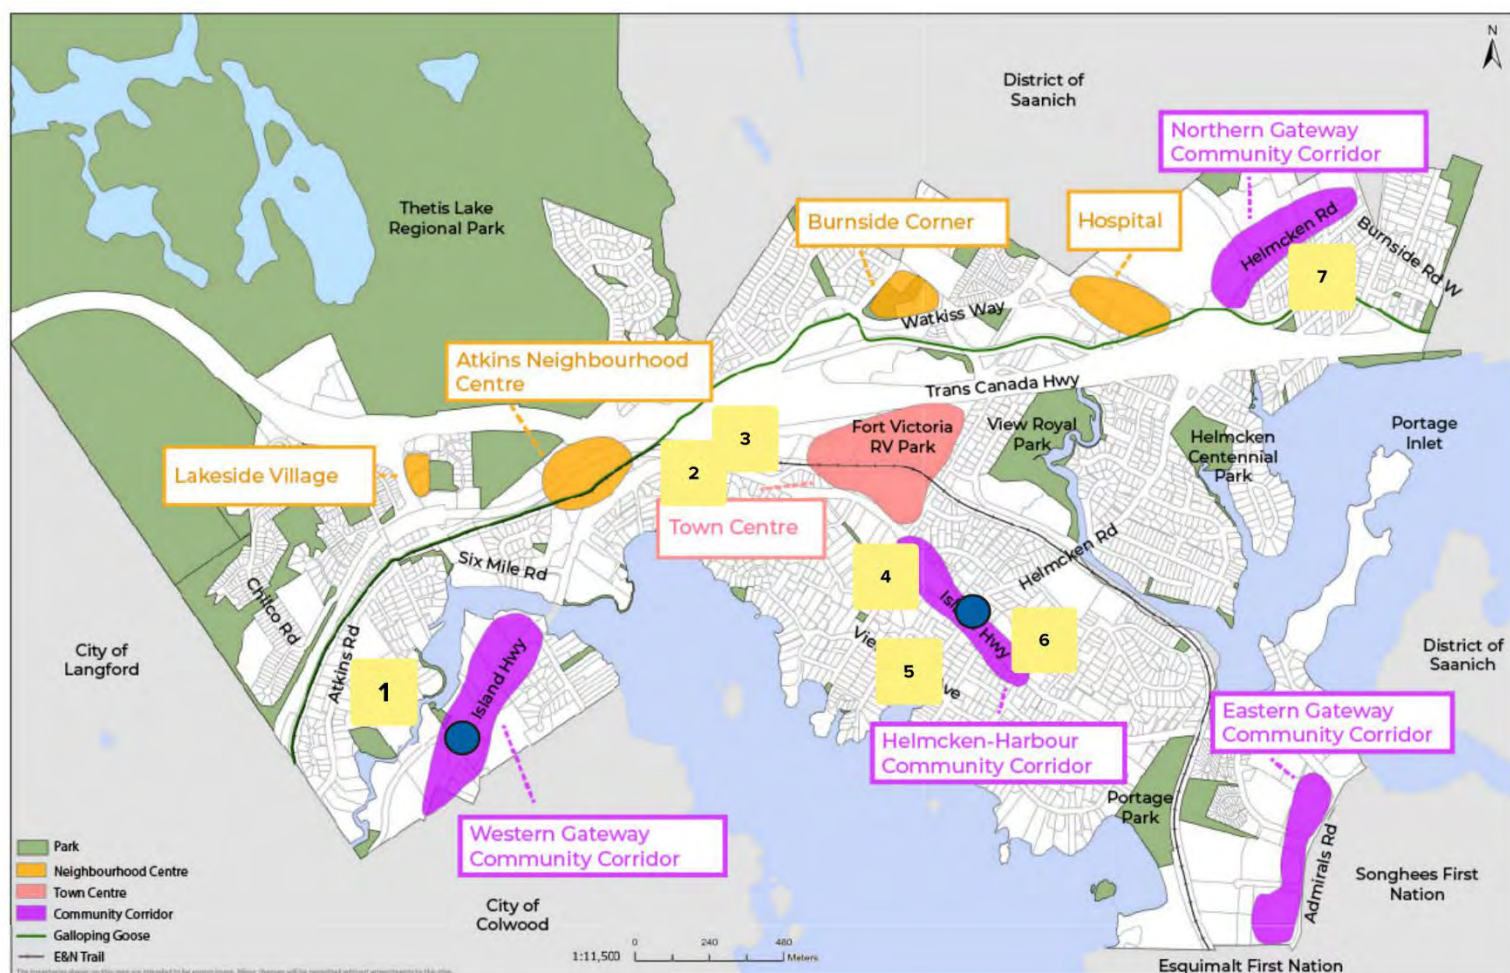 N
District of
Saanich
Northern Gateway
Community Corridor
Thetis Lake
Regional Park
Burnside Corner
Hospital
Helmcken Rd
Burnside Rd W
7
Watkiss Way
Atkins Neighbourhood
Centre
Trans Canada Hwy
3
Fort Victoria
RV Park
View Royal
Park
Helmcken
Centennial
Park
Portage
Inlet
Lakeside Village
2
Town Centre
Six Mile Rd
4
Helmcken Rd
Chilco Rd
Hwy
6
City of
Langford
Atkins Rd
1
Island Hwy
5
District of
Saanich
Helmcken-Harbour
Community Corridor
Eastern Gateway
Community Corridor
Portage
Park
Western Gateway
Community Corridor
Admirals Rd
Songhees First
Nation
City of
Colwood
Park
Neighbourhood Centre
Town Centre
Community Corridor
Galloping Goose
E&N Trail
1:11,500
0 240 480
Meters
Esquimalt First Nation